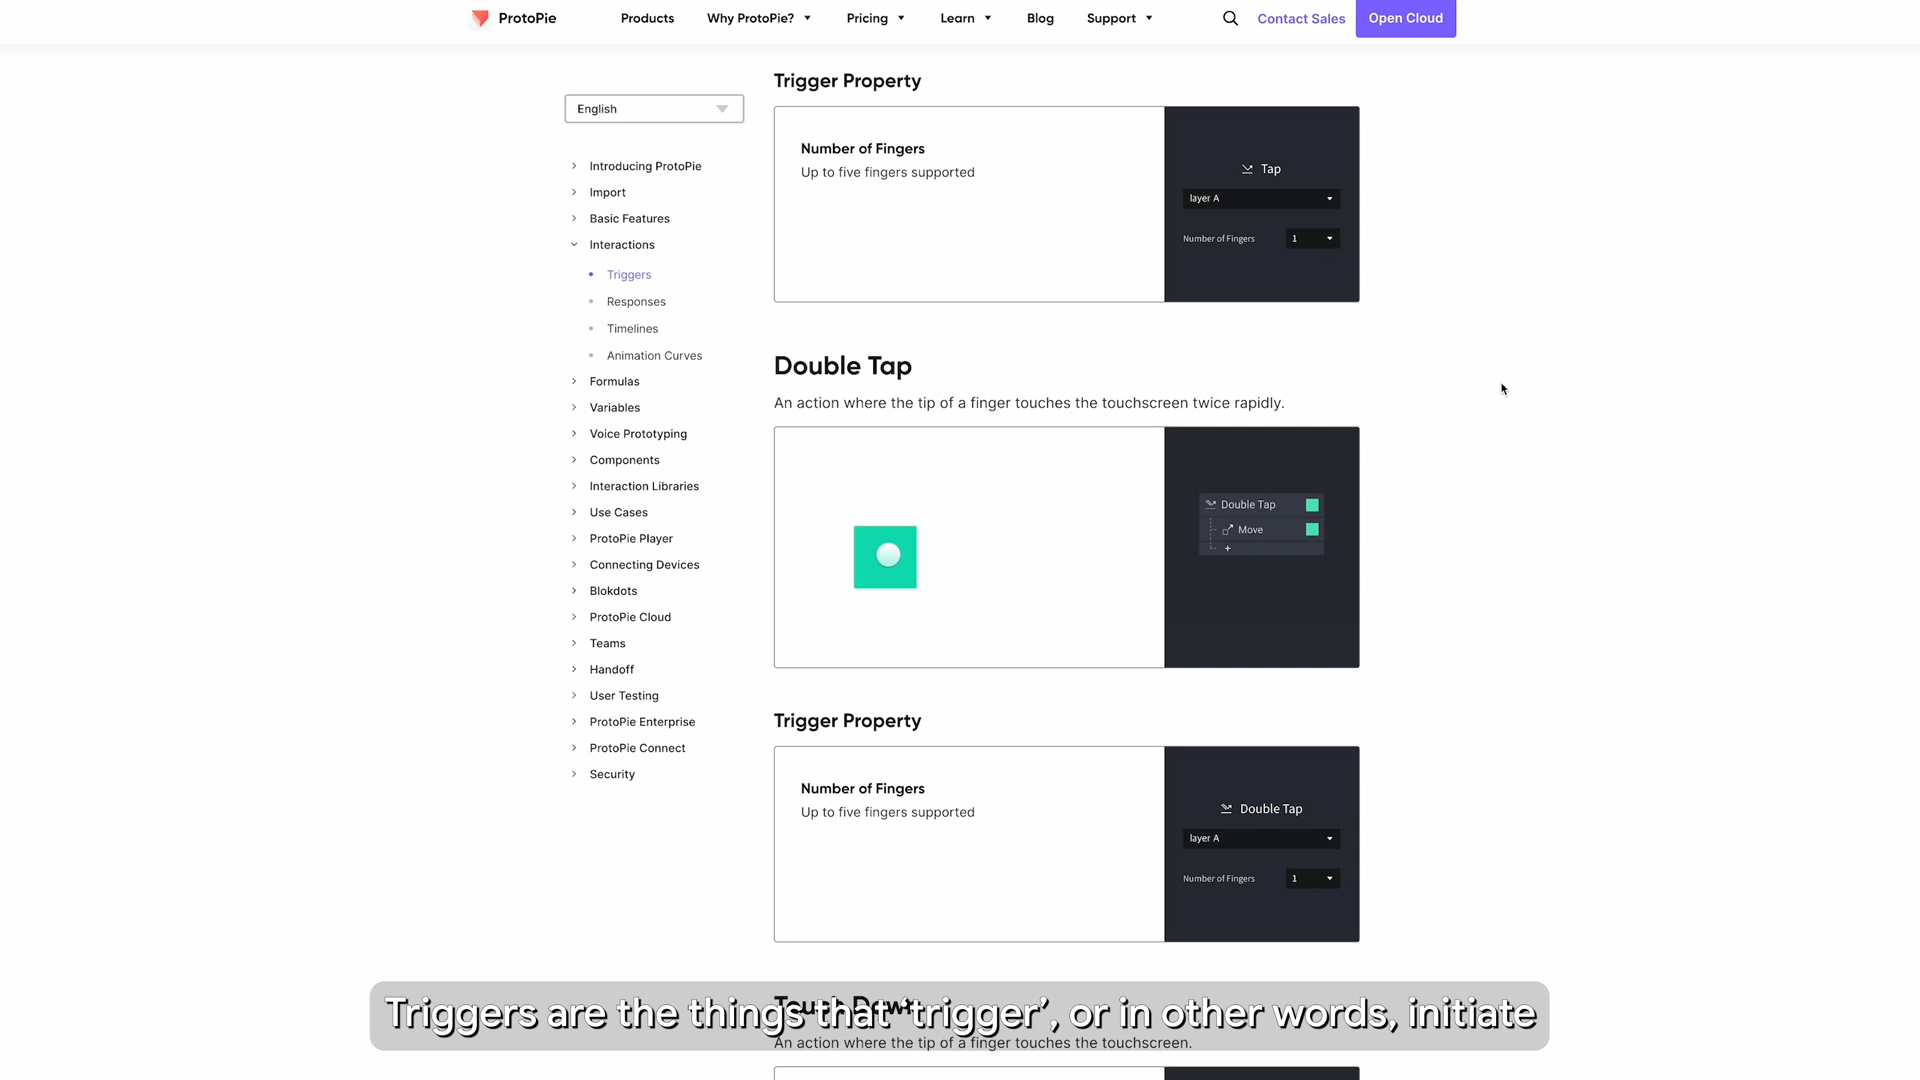 ProtoPie
Products
Why ProtoPie?
Pricing
Learn
Blog
Support
Contact Sales
Open Cloud
English
Introducing ProtoPie
Import
Basic Features
Interactions
Triggers
Responses
Timelines
Animation Curves
Formulas
Variables
Voice Prototyping
Components
Interaction Libraries
Use Cases
ProtoPie Player
Connecting Devices
Blokdots
ProtoPie Cloud
Teams
Handoff
User Testing
ProtoPie Enterprise
ProtoPie Connect
Security
Trigger Property
Number of Fingers
Up to five fingers supported
Tap
layer A
Number of Fingers
1
Double Tap
An action where the tip of a finger touches the touchscreen twice rapidly.
Double Tap
Move
+
Trigger Property
Number of Fingers
Up to five fingers supported
Double Tap
layer A
Number of Fingers
1
Touch Down
Triggers are the things that ‘trigger’, or in other words, initiate
An action where the tip of a finger touches the touchscreen.